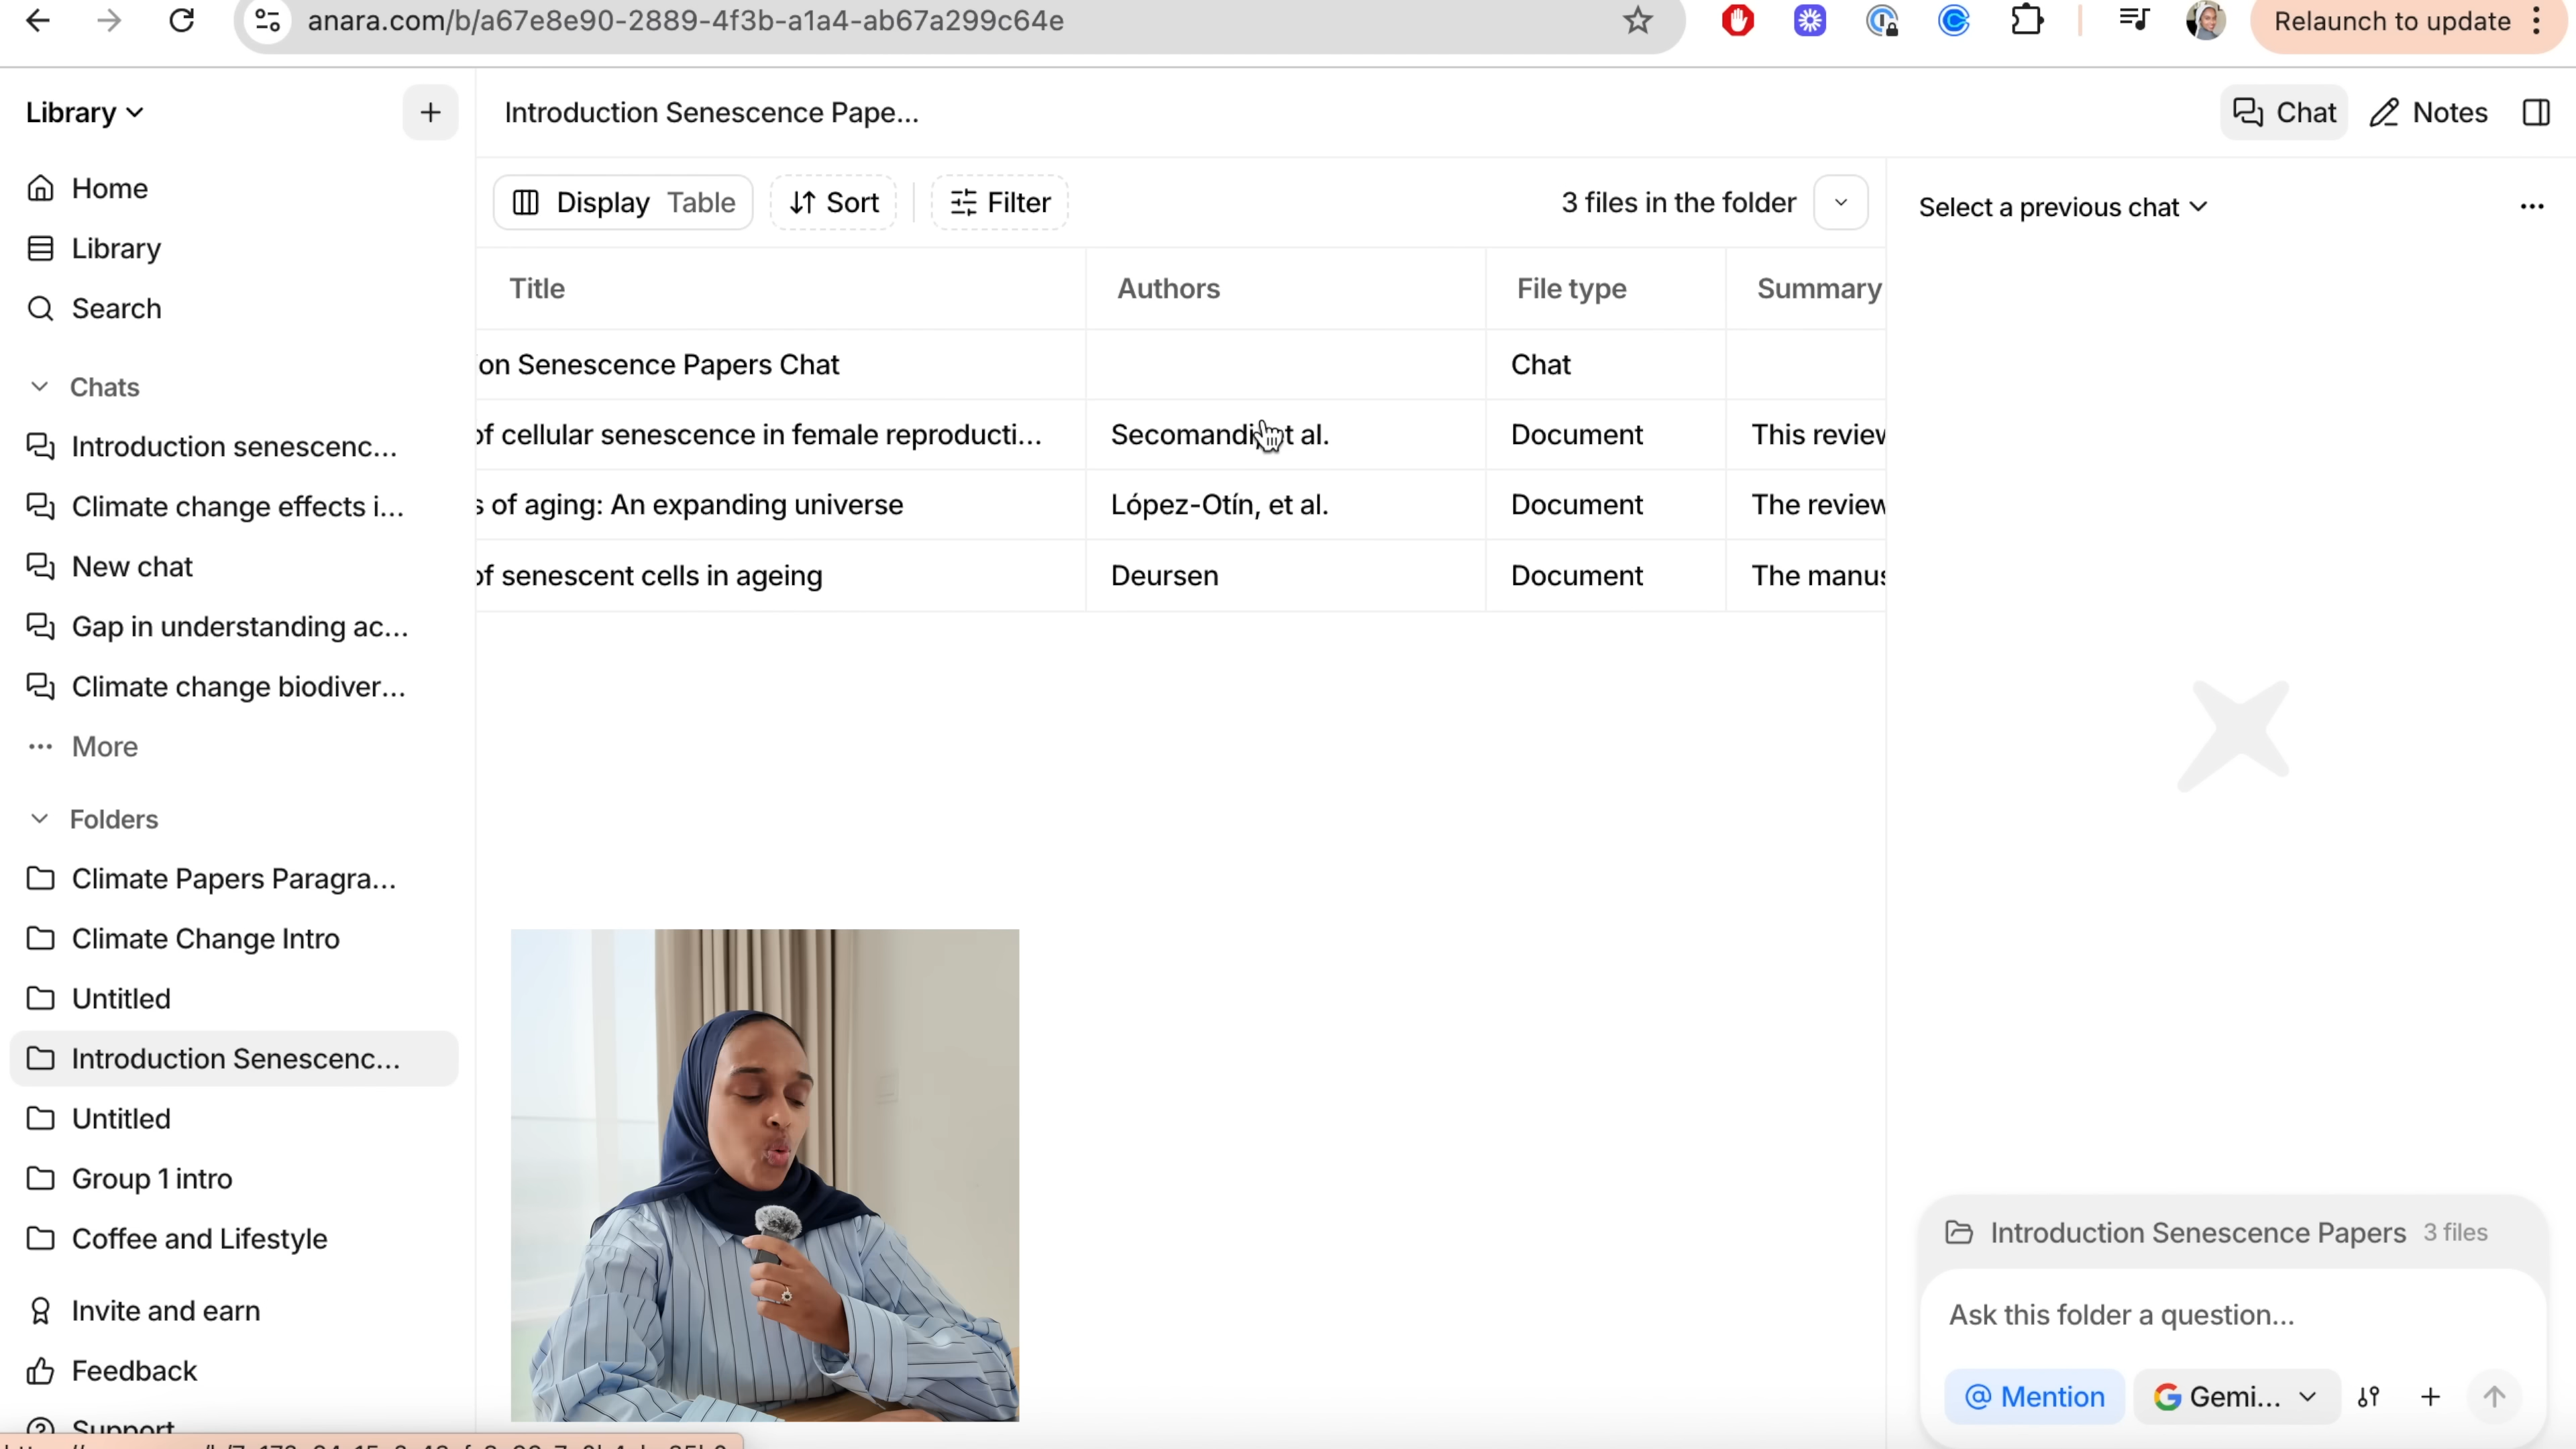 anara.com/b/a67e8e90-2889-4f3b-a1a4-ab67a299c64e
Relaunch to update
Library
Introduction Senescence Pape...
Chat
Notes
Home
Library
Search
Chats
Introduction senescenc...
Climate change effects i...
New chat
Gap in understanding ac...
Climate change biodiver...
More
Folders
Climate Papers Paragra...
Climate Change Intro
Untitled
Introduction Senescenc...
Untitled
Group 1 intro
Coffee and Lifestyle
Invite and earn
Feedback
Support
Display Table
Sort
Filter
3 files in the folder
Title Authors File type Summary
on Senescence Papers Chat Chat
of cellular senescence in female reproducti... Secomandi, et al. Document This review
s of aging: An expanding universe López-Otín, et al. Document The review
of senescent cells in ageing Deursen Document The manus
Select a previous chat
Introduction Senescence Papers 3 files
Ask this folder a question...
@ Mention
Gemi...